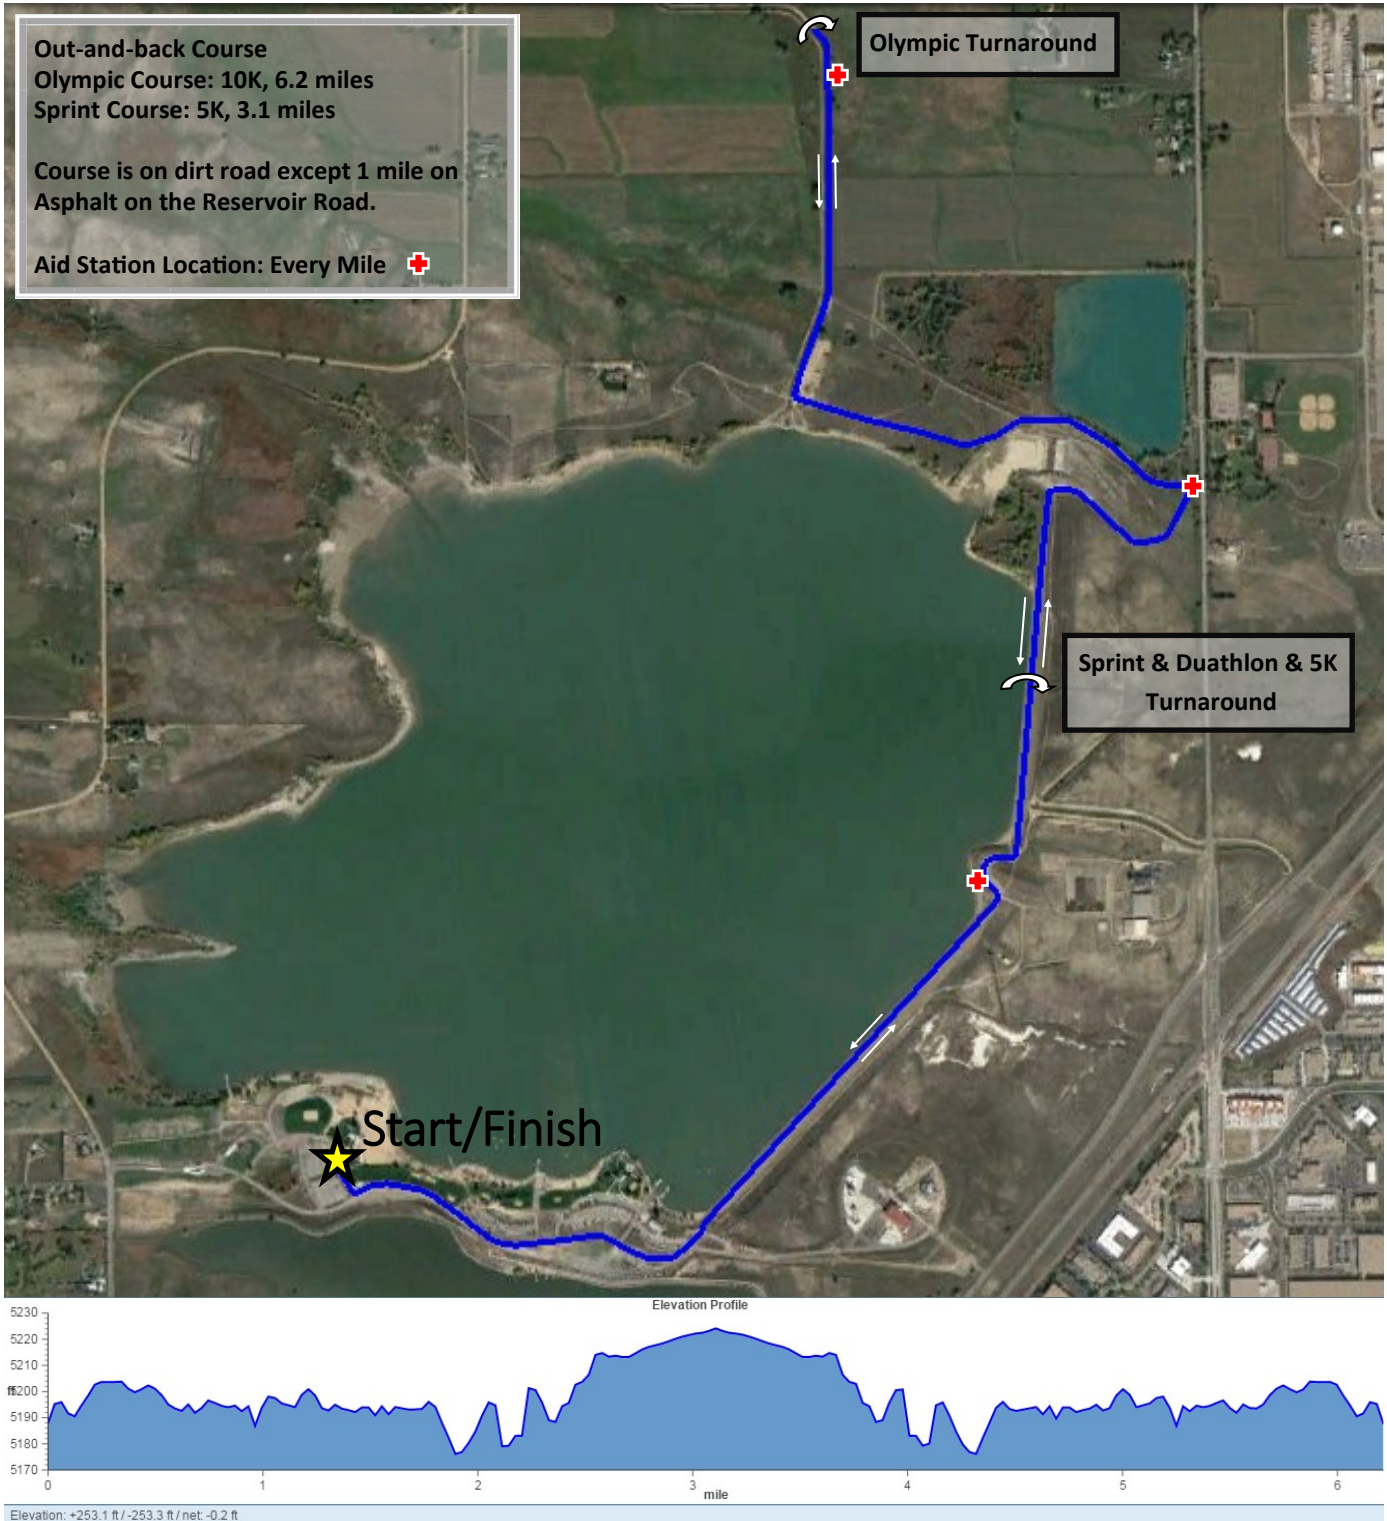 Out-and-back Course
Olympic Course: 10K, 6.2 miles
Sprint Course: 5K, 3.1 miles
Course is on dirt road except 1 mile on
Asphalt on the Reservoir Road.
Aid Station Location: Every Mile
Olympic Turnaround
Sprint & Duathlon & 5K
Turnaround
Start/Finish
Elevation Profile
5230
5220
5210
ft
5200
5190
5180
5170
0 1 2 3 4 5 6
mile
Elevation: +253.1 ft / -253.3 ft / net: -0.2 ft